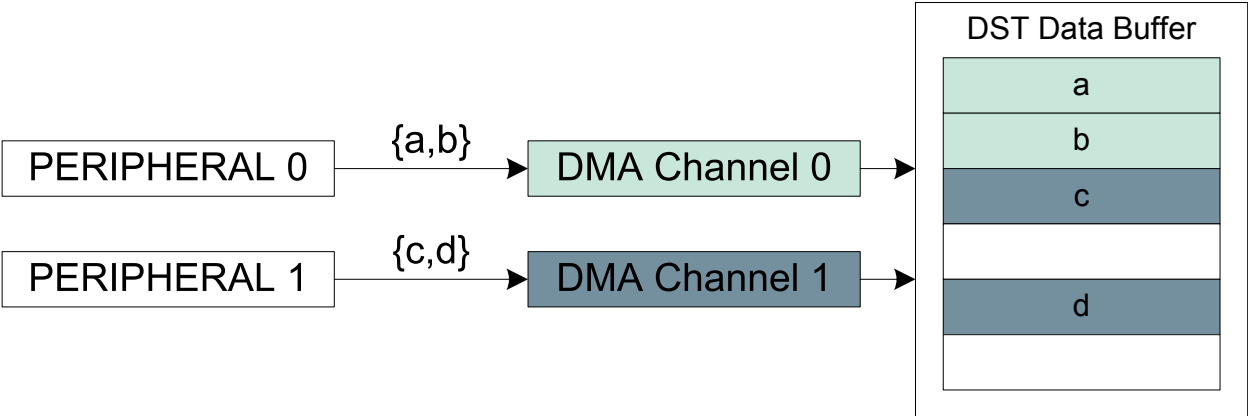 DST Data Buffer
a
b
c
d
{a,b}
PERIPHERAL 0
DMA Channel 0
{c,d}
PERIPHERAL 1
DMA Channel 1